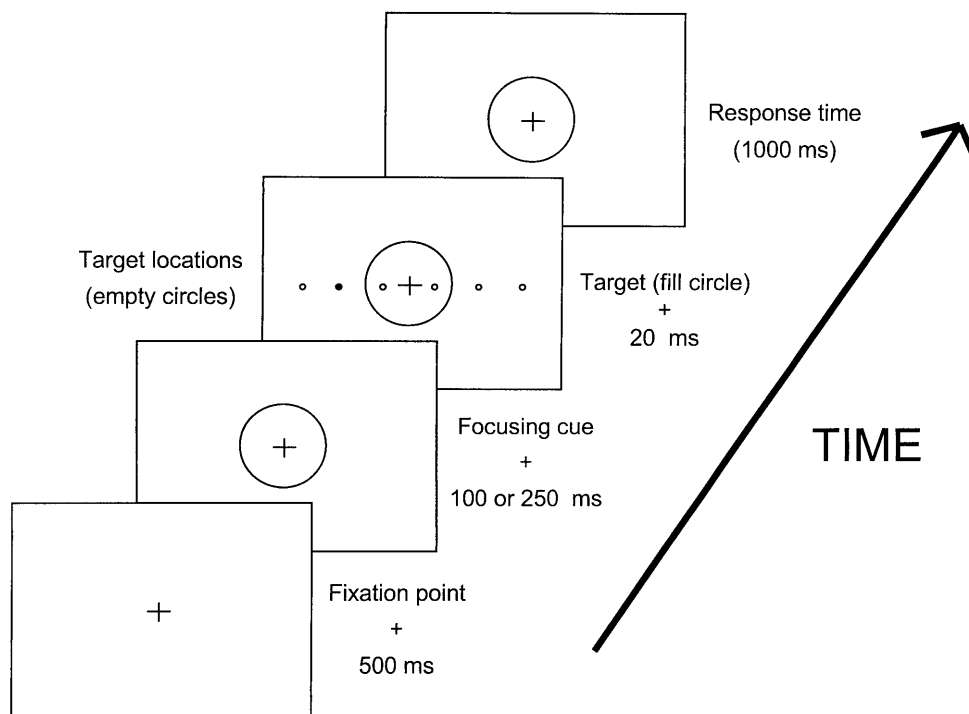 Response time
(1000 ms)
Target locations
(empty circles)
Target (fill circle)
+
20 ms
Focusing cue
+
100 or 250 ms
TIME
Fixation point
+
500 ms